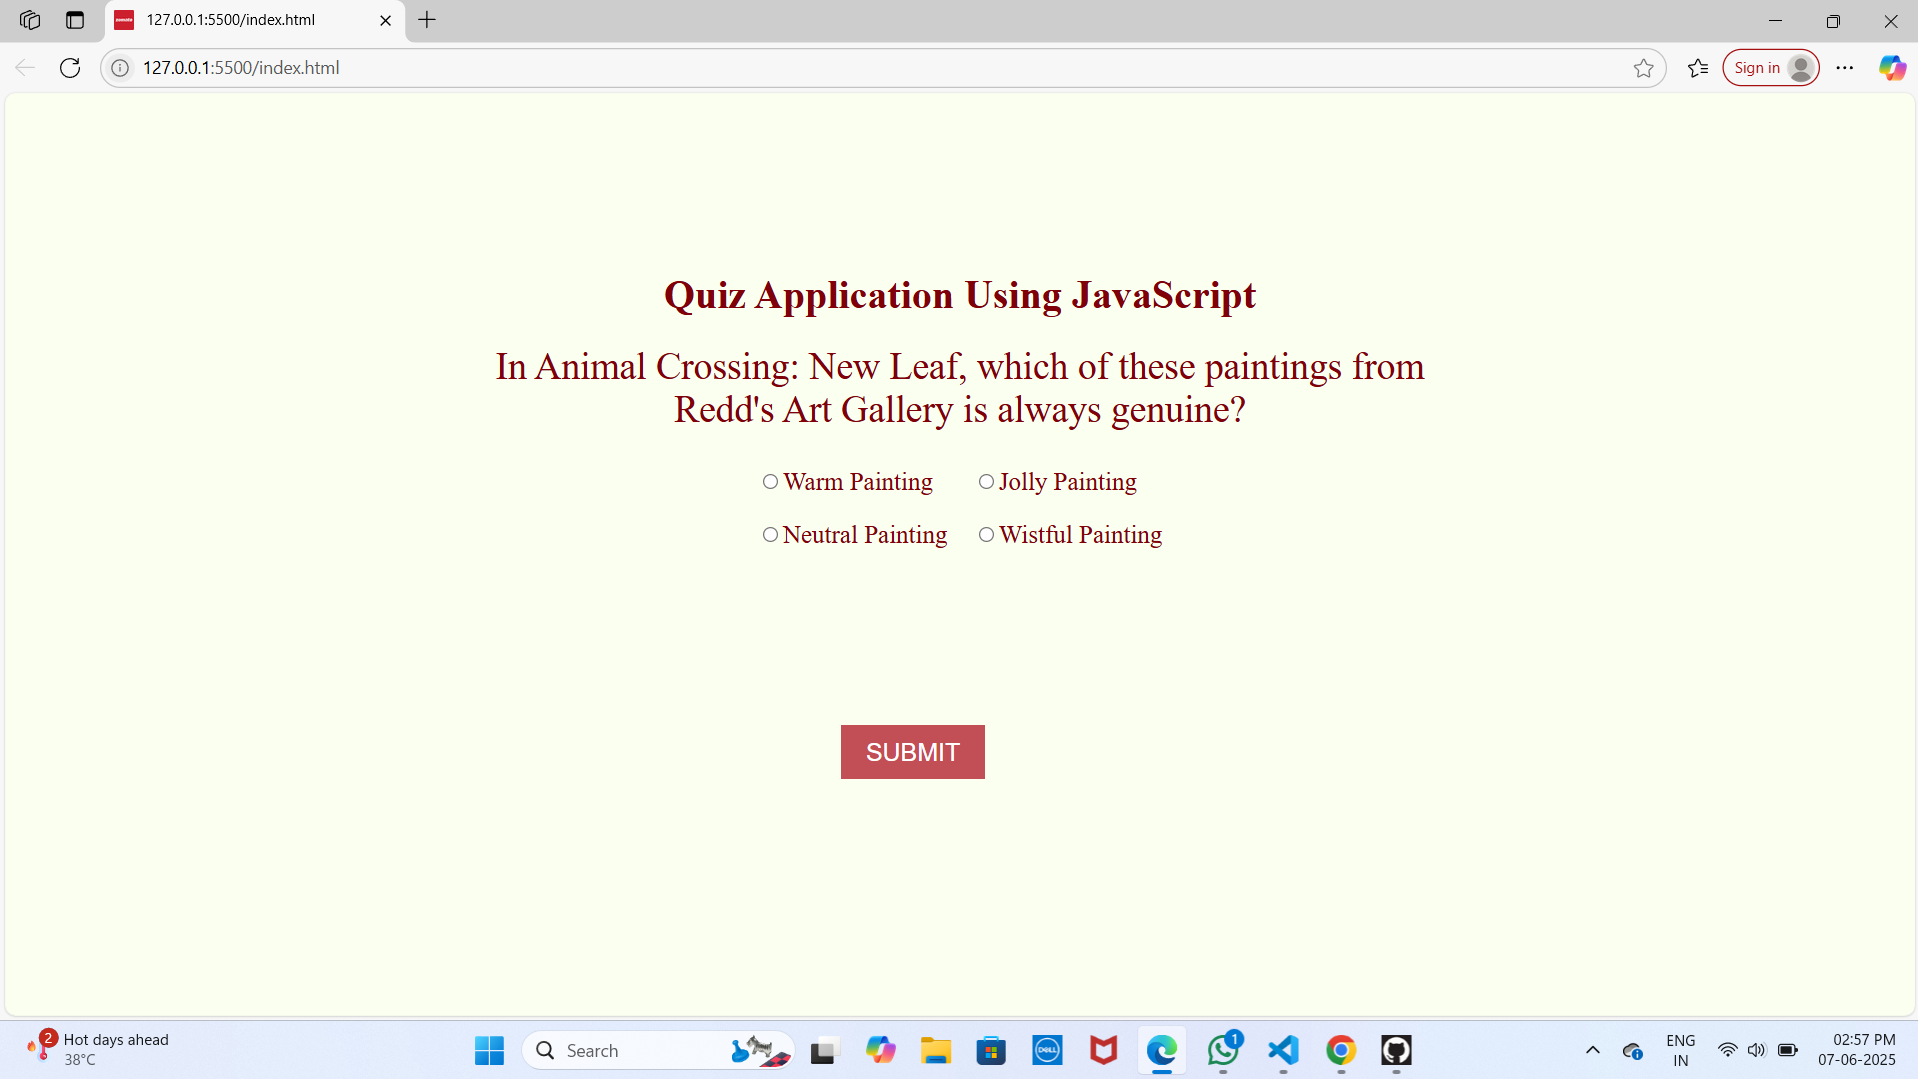 127.0.0.1:5500/index.html
127.0.0.1:5500/index.html
Sign in
Quiz Application Using JavaScript
In Animal Crossing: New Leaf, which of these paintings from
Redd's Art Gallery is always genuine?
Warm Painting Jolly Painting
Neutral Painting Wistful Painting
SUBMIT
2
Hot days ahead
38°C
Search
DELL
1
ENG
IN
02:57 PM
07-06-2025